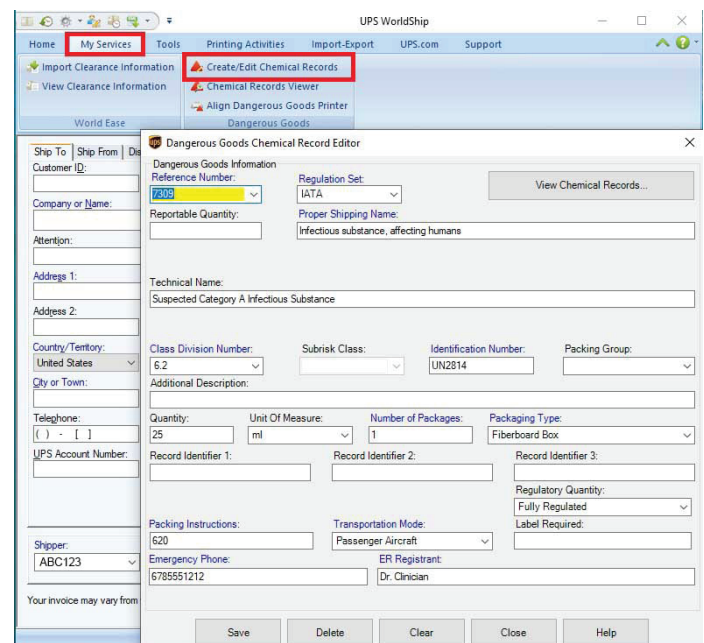 UPS WorldShip
Home My Services Tools Printing Activities Import-Export UPS.com Support
Import Clearance Information Create/Edit Chemical Records
View Clearance Information Chemical Records Viewer
Align Dangerous Goods Printer
World Ease Dangerous Goods
Ship To Ship From Dis
Customer ID:
Company or Name:
Attention:
Address 1:
Address 2:
Country/Territory:
United States
City or Town:
Telephone:
( ) - [ ]
UPS Account Number:
Shipper:
ABC123
Your invoice may vary from
Dangerous Goods Chemical Record Editor
Dangerous Goods Information
Reference Number: Regulation Set:
7309 IATA View Chemical Records...
Reportable Quantity: Proper Shipping Name:
Infectious substance, affecting humans
Technical Name:
Suspected Category A Infectious Substance
Class Division Number: Subrisk Class: Identification Number: Packing Group:
6.2 UN2814
Additional Description:
Quantity: Unit Of Measure: Number of Packages: Packaging Type:
25 ml 1 Fiberboard Box
Record Identifier 1: Record Identifier 2: Record Identifier 3:
Regulatory Quantity:
Fully Regulated
Packing Instructions: Transportation Mode: Label Required:
620 Passenger Aircraft
Emergency Phone: ER Registrant:
6785551212 Dr. Clinician
Save Delete Clear Close Help